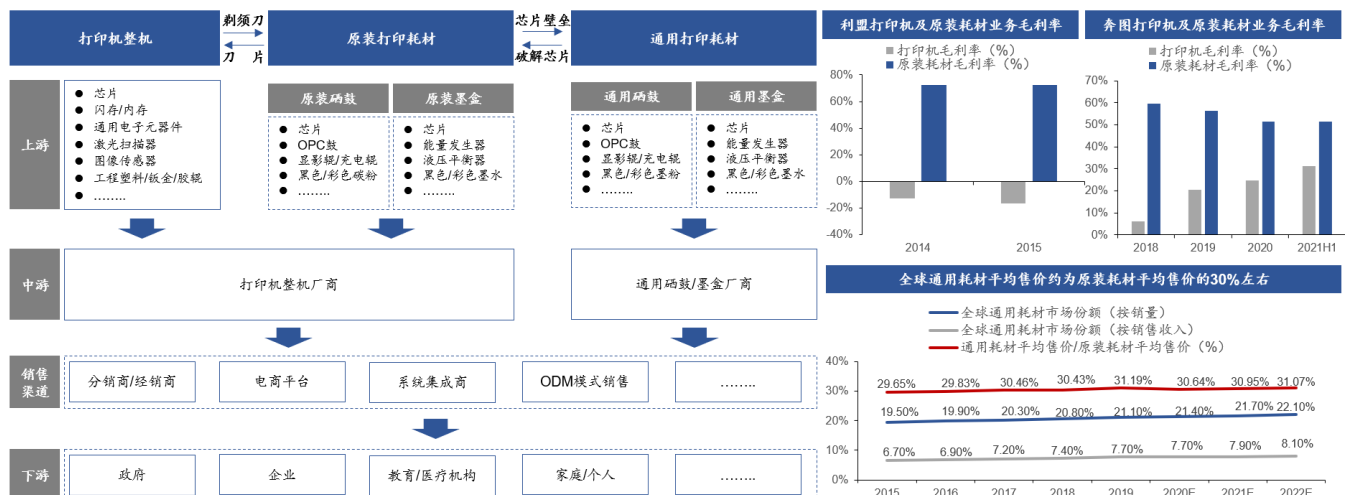 打印机整机
剃须刀
刀 片
原装打印耗材
芯片壁垒
破解芯片
通用打印耗材
上游
芯片
闪存/内存
通用电子元器件
激光扫描器
图像传感器
工程塑料/钣金/胶辊
........
原装硒鼓
芯片
OPC鼓
显影辊/充电辊
黑色/彩色碳粉
........
原装墨盒
芯片
能量发生器
液压平衡器
黑色/彩色墨水
........
通用硒鼓
芯片
OPC鼓
显影辊/充电辊
黑色/彩色墨粉
........
通用墨盒
芯片
能量发生器
液压平衡器
黑色/彩色墨水
........
中游
打印机整机厂商
通用硒鼓/墨盒厂商
销售
渠道
分销商/经销商
电商平台
系统集成商
ODM模式销售
........
下游
政府
企业
教育/医疗机构
家庭/个人
........
利盟打印机及原装耗材业务毛利率
打印机毛利率（%）
原装耗材毛利率（%）
80%
60%
40%
20%
0%
-20%
-40%
2014
2015
奔图打印机及原装耗材业务毛利率
打印机毛利率（%）
原装耗材毛利率（%）
70%
60%
50%
40%
30%
20%
10%
0%
2018
2019
2020
2021H1
全球通用耗材平均售价约为原装耗材平均售价的30%左右
全球通用耗材市场份额（按销量）
全球通用耗材市场份额（按销售收入）
通用耗材平均售价/原装耗材平均售价（%）
40%
30%
20%
10%
0%
29.65%
29.83%
30.46%
30.43%
31.19%
30.64%
30.95%
31.07%
19.50%
19.90%
20.30%
20.80%
21.10%
21.40%
21.70%
22.10%
6.70%
6.90%
7.20%
7.40%
7.70%
7.70%
7.90%
8.10%
2015
2016
2017
2018
2019
2020E
2021E
2022E